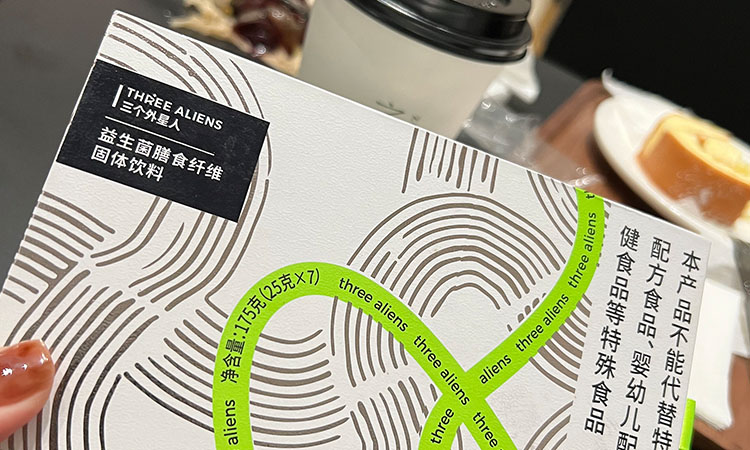 THREE ALIENS
三个外星人
益生菌膳食纤维
固体饮料
净含量:175克(25克×7)
three aliens
three aliens
three
aliens
three aliens
three aliens
aliens
three
本产品不能代替特
配方食品、婴幼儿配
健食品等特殊食品